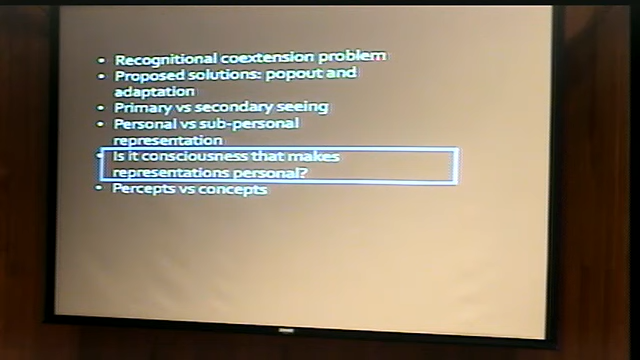 • Recognitional coextension problem
• Proposed solutions: popout and
adaptation
• Primary vs secondary seeing
• Personal vs sub-personal
representation
• Is it consciousness that makes
representations personal?
• Percepts vs concepts